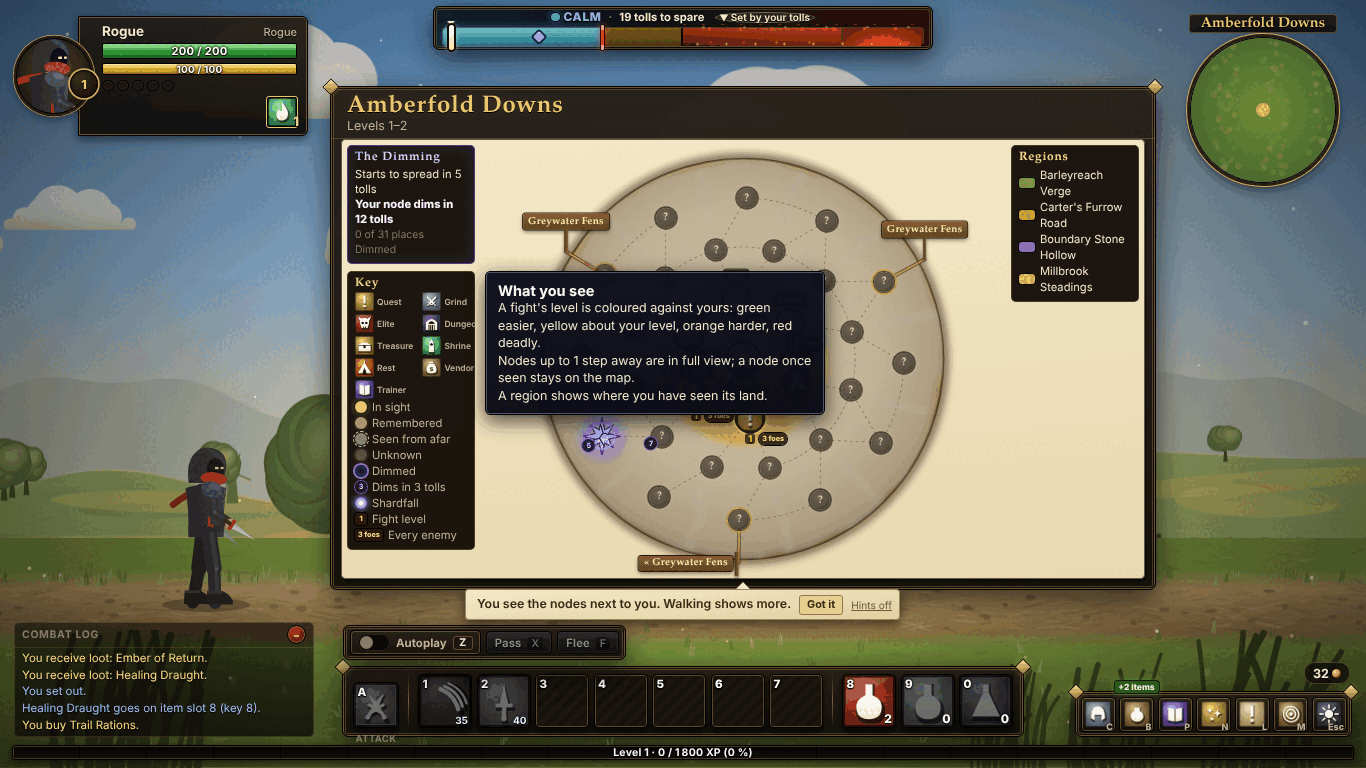 Rogue
Rogue
200 / 200
100 / 100
1
1
CALM · 19 tolls to spare ▼ Set by your tolls
Amberfold Downs
Amberfold Downs
Levels 1–2
The Dimming
Starts to spread in 5
tolls
Your node dims in
12 tolls
0 of 31 places
Dimmed
Key
Quest
Grind
Elite
Treasure
Shrine
Rest
Vendor
Trainer
In sight
Remembered
Seen from afar
Unknown
Dimmed
3 Dims in 3 tolls
Shardfall
1 Fight level
3 foes Every enemy
Greywater Fens
Greywater Fens
What you see
A fight's level is coloured against yours: green
easier, yellow about your level, orange harder, red
deadly.
Nodes up to 1 step away are in full view; a node once
seen stays on the map.
A region shows where you have seen its land.
5
7
1 3 foes
« Greywater Fens
Regions
Barleyreach
Verge
Carter's Furrow
Road
Boundary Stone
Hollow
Millbrook
Steadings
You see the nodes next to you. Walking shows more. Got it Hints off
COMBAT LOG
You receive loot: Ember of Return.
You receive loot: Healing Draught.
You set out.
Healing Draught goes on item slot 8 (key 8).
You buy Trail Rations.
Autoplay Z Pass X Flee F
A
ATTACK
1 35
2 40
3
4
5
6
7
8 2
9 0
0 0
32
+2 items
C B P N L M Esc
Level 1 · 0 / 1800 XP (0 %)